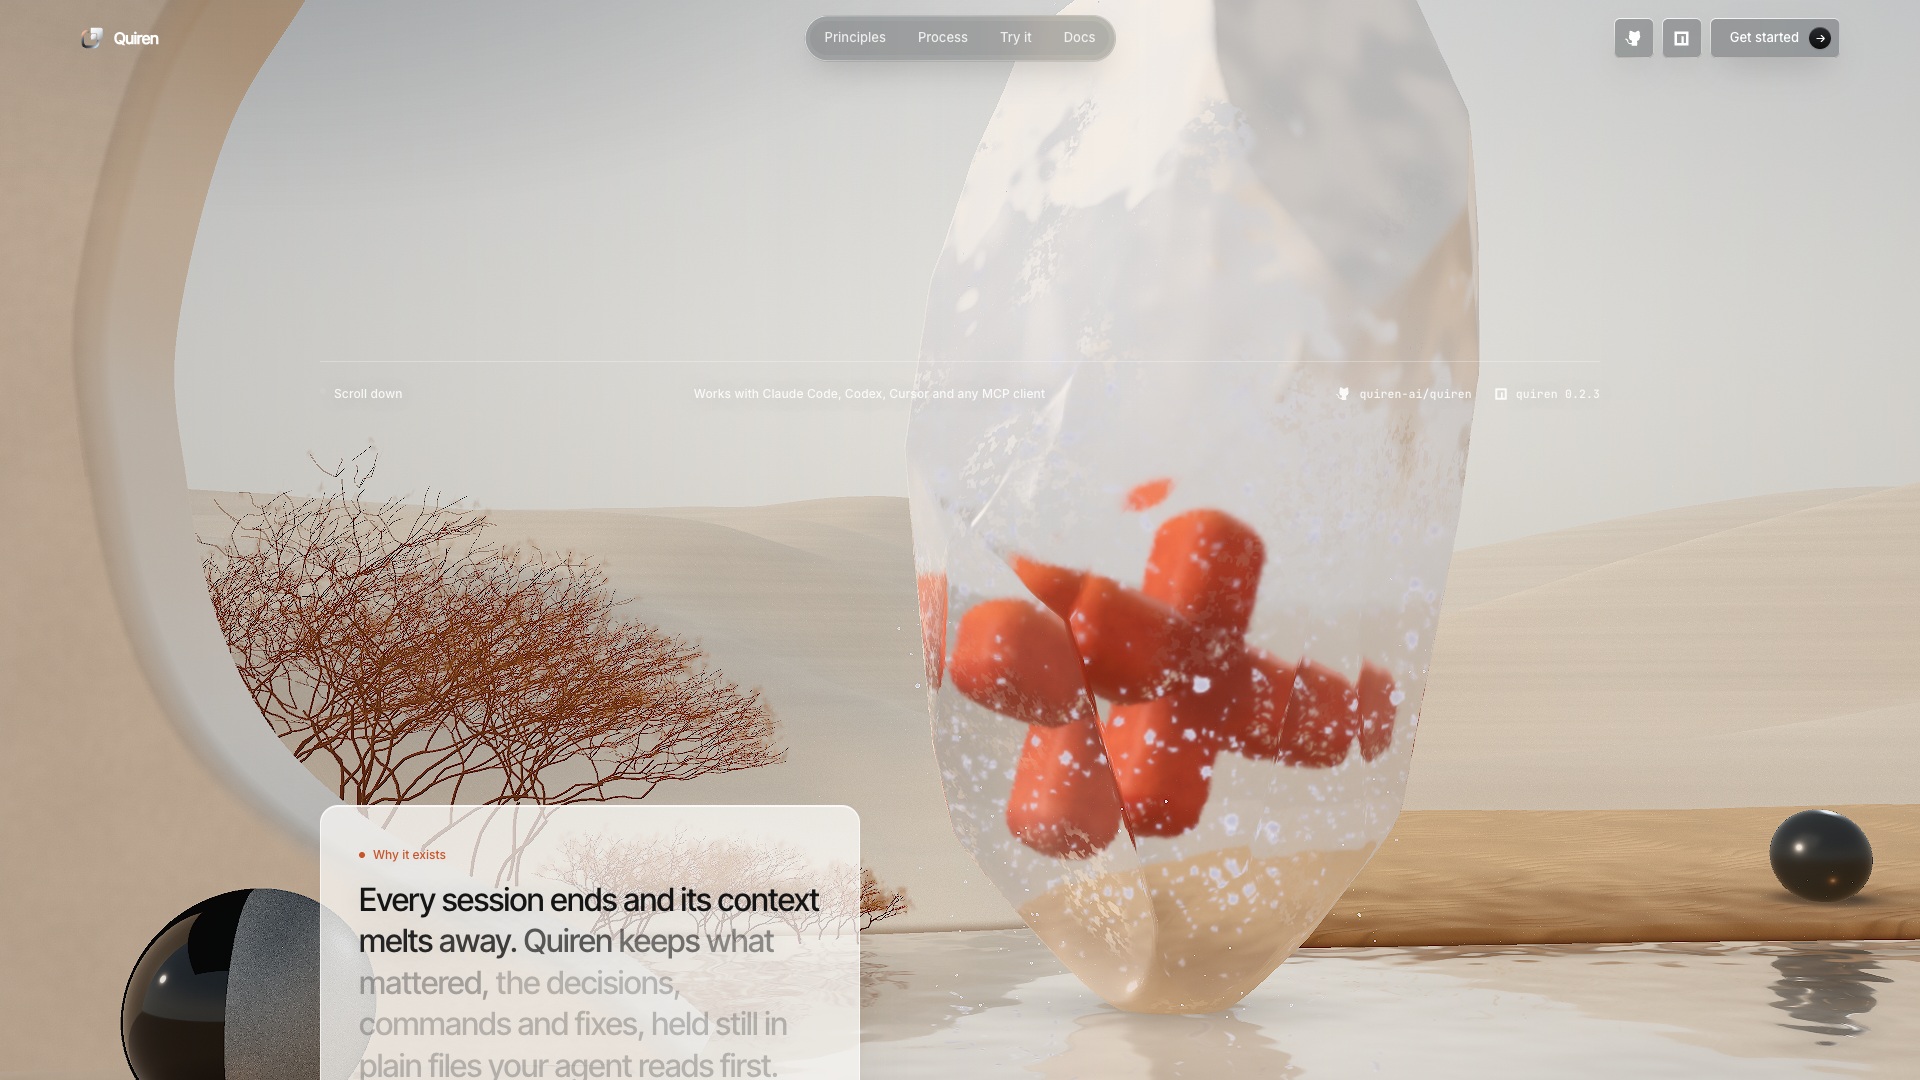 Quiren
Principles Process Try it Docs
Get started
Scroll down
Works with Claude Code, Codex, Cursor and any MCP client
quiren-ai/quiren
quiren 0.2.3
Why it exists
Every session ends and its context
melts away. Quiren keeps what
mattered, the decisions,
commands and fixes, held still in
plain files your agent reads first.